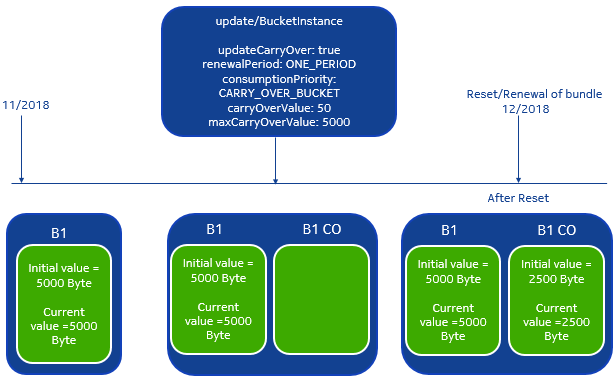 update/BucketInstance
updateCarryOver: true
renewalPeriod: ONE_PERIOD
consumptionPriority:
CARRY_OVER_BUCKET
carryOverValue: 50
maxCarryOverValue: 5000
11/2018
Reset/Renewal of bundle
12/2018
After Reset
B1
Initial value =
5000 Byte
Current
value =5000
Byte
B1
B1 CO
Initial value =
5000 Byte
Current
value =5000
Byte
B1
B1 CO
Initial value =
5000 Byte
Current
value =5000
Byte
Initial value =
2500 Byte
Current
value =2500
Byte